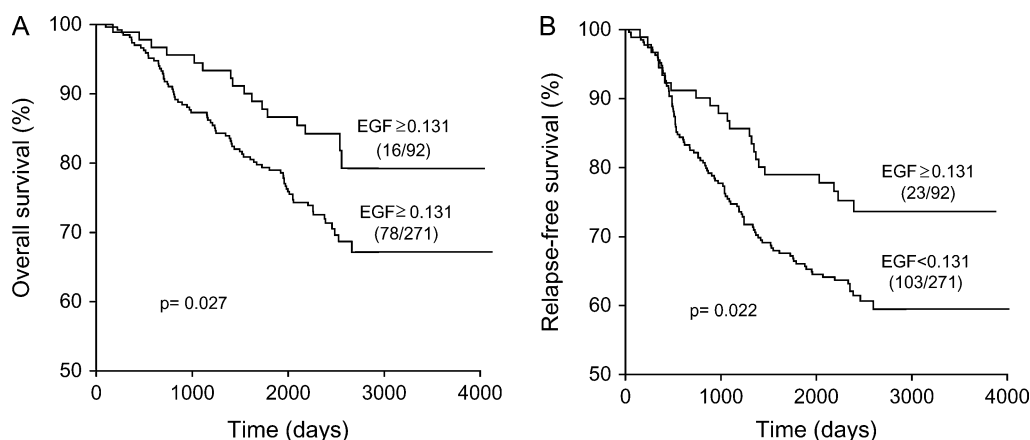 A
Overall survival (%)
100
90
80
70
60
50
EGF≥0.131
(16/92)
EGF≥0.131
(78/271)
p= 0.027
0
1000
2000
3000
4000
Time (days)
B
Relapse-free survival (%)
100
90
80
70
60
50
EGF≥0.131
(23/92)
EGF<0.131
(103/271)
p= 0.022
0
1000
2000
3000
4000
Time (days)